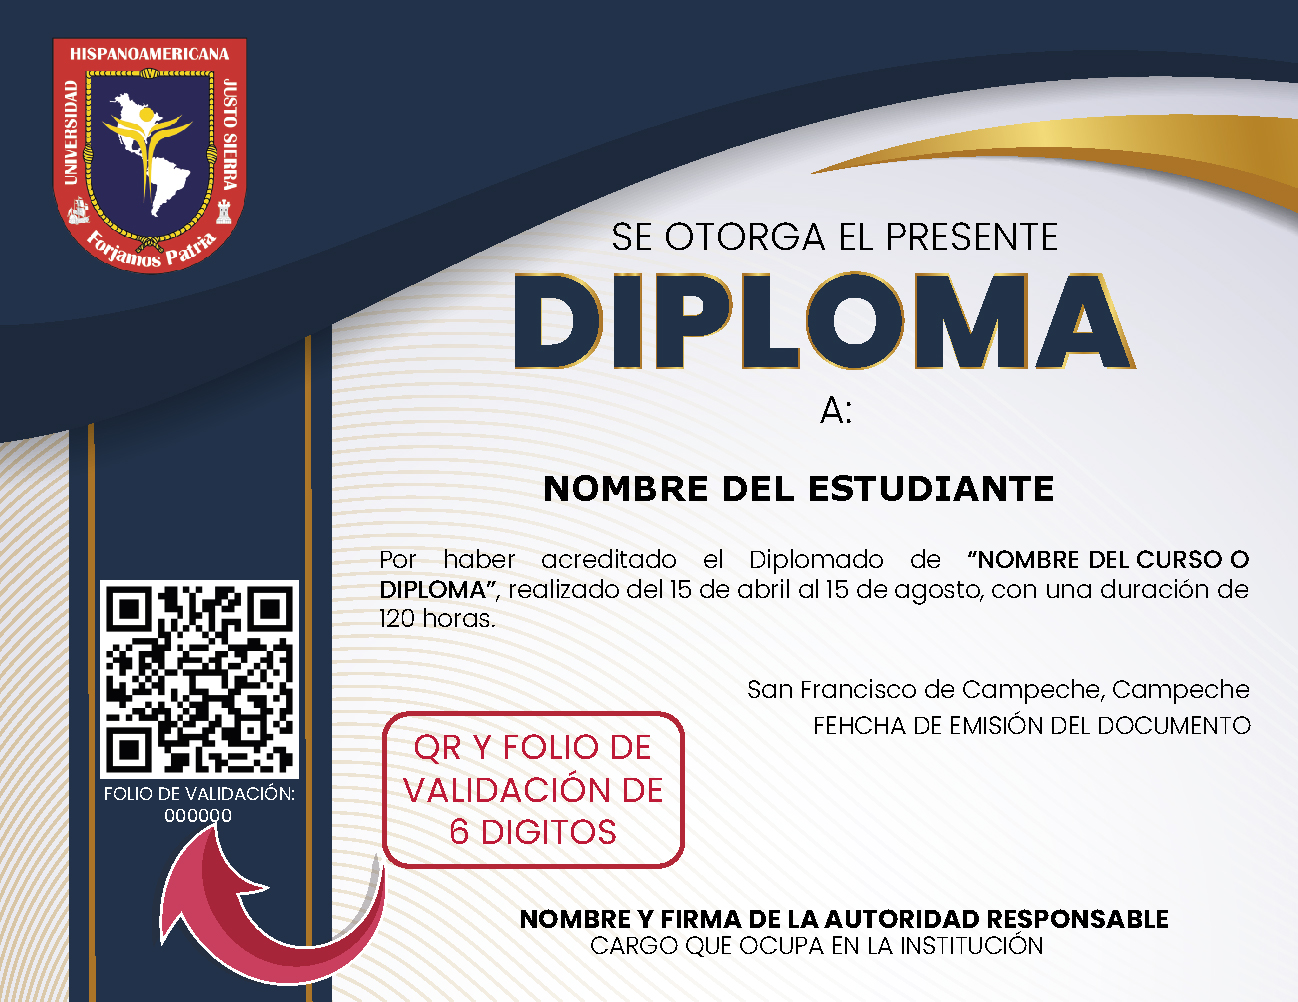 HISPANOAMERICANA
UNIVERSIDAD
JUSTO SIERRA
Forjamos Patria
SE OTORGA EL PRESENTE
DIPLOMA
A:
NOMBRE DEL ESTUDIANTE
Por haber acreditado el Diplomado de “NOMBRE DEL CURSO O
DIPLOMA”, realizado del 15 de abril al 15 de agosto, con una duración de
120 horas.
San Francisco de Campeche, Campeche
FEHCHA DE EMISIÓN DEL DOCUMENTO
QR Y FOLIO DE
VALIDACIÓN DE
6 DIGITOS
FOLIO DE VALIDACIÓN:
000000
NOMBRE Y FIRMA DE LA AUTORIDAD RESPONSABLE
CARGO QUE OCUPA EN LA INSTITUCIÓN